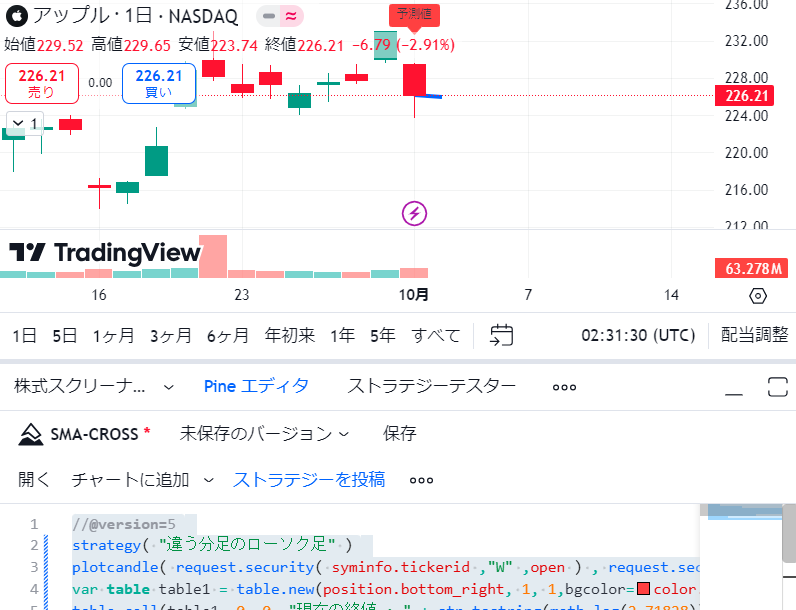 アップル・1日・NASDAQ
予測値
236.00
始値229.52 高値229.65 安値223.74 終値226.21 −6.79 (−2.91%)
232.00
226.21
売り
0.00
226.21
買い
228.00
226.21
1
224.00
220.00
216.00
212.00
TradingView
63.278M
16
23
10月
7
14
1日 5日 1ヶ月 3ヶ月 6ヶ月 年初来 1年 5年 すべて
02:31:30 (UTC)
配当調整
株式スクリーナ...
Pine エディタ
ストラテジーテスター
SMA-CROSS *
未保存のバージョン
保存
開く チャートに追加
ストラテジーを投稿
1 //@version=5
2 strategy( "違う分足のローソク足" )
3 plotcandle( request.security( syminfo.tickerid ,"W" ,open ) , request.sec
4 var table table1 = table.new(position.bottom_right, 1, 1,bgcolor=color